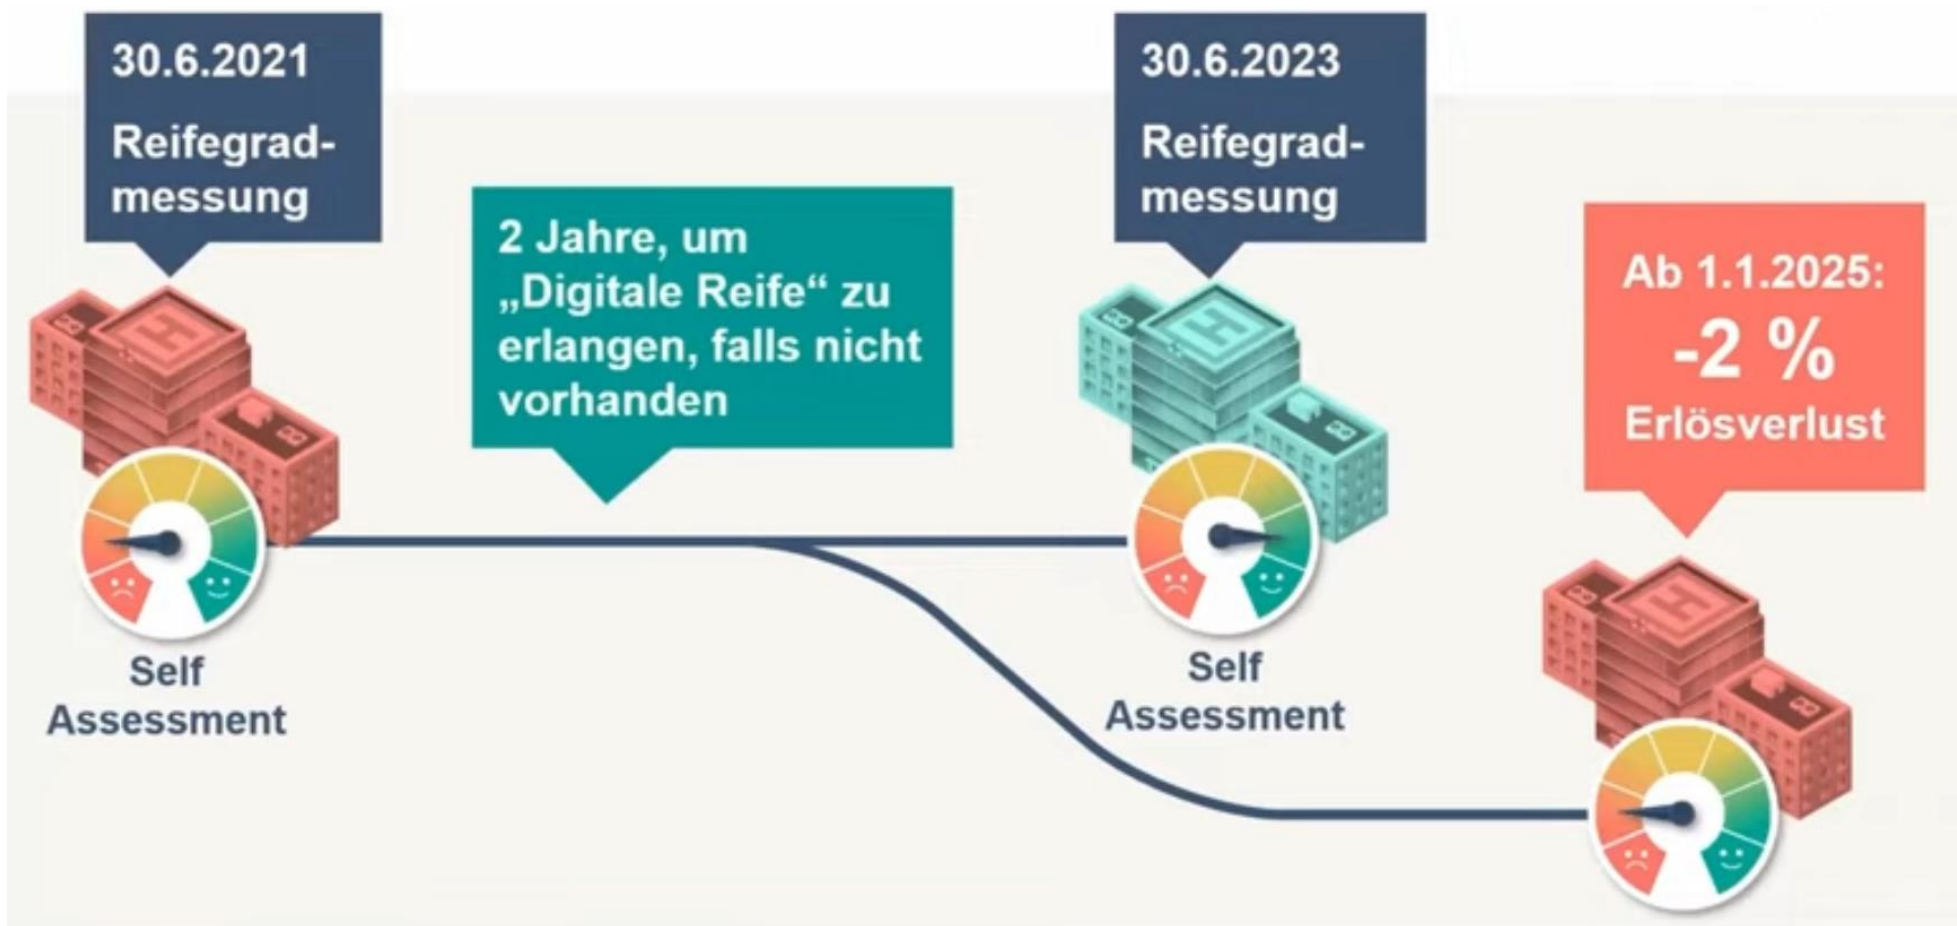 30.6.2021
Reifegrad-
messung
2 Jahre, um
„Digitale Reife“ zu
erlangen, falls nicht
vorhanden
30.6.2023
Reifegrad-
messung
Ab 1.1.2025:
-2 %
Erlösverlust
Self
Assessment
Self
Assessment